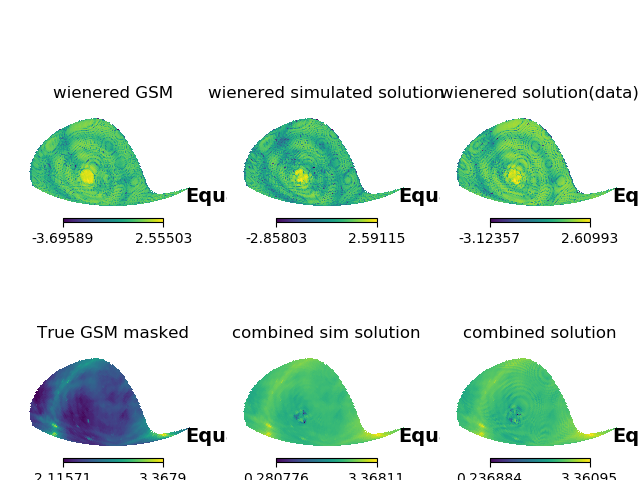 wienered GSM
wienered simulated solution
wienered solution(data)
Equ
Equ
Eq
-3.69589 2.55503
-2.85803 2.59115
-3.12357 2.60993
True GSM masked
combined sim solution
combined solution
Equ
Equ
Eq
2.11571 3.3679
0.280776 3.36811
0.236884 3.36095